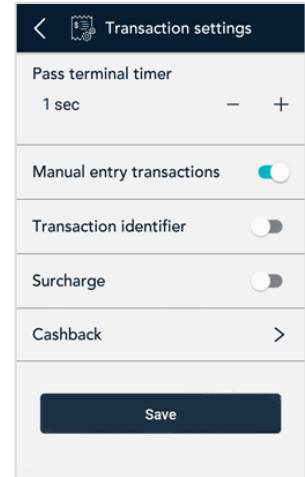 Transaction settings
Pass terminal timer
1 sec
Manual entry transactions
Transaction identifier
Surcharge
Cashback
Save